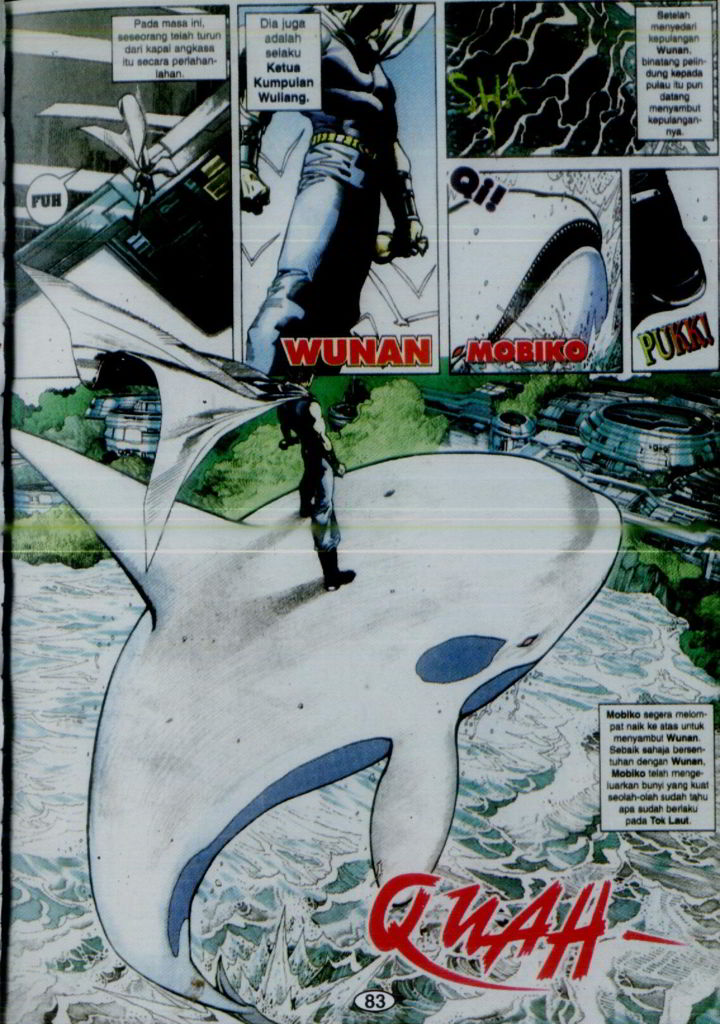 Pada masa ini,
seseorang telah turun
dari kapal angkasa
itu secara perlahan-
lahan.
FUH
Dia juga
adalah
selaku
Ketua
Kumpulan
Wuliang.
WUNAN
SHA
Setelah
menyedari
kepulangan
Wunan,
binatang pelin-
dung kepada
pulau itu pun
datang
menyambut
kepulangan-
nya.
QI!
MOBIKO
PUKK!
Mobiko segera melom-
pat naik ke atas untuk
menyambut Wunan.
Sebaik sahaja bersen-
tuhan dengan Wunan,
Mobiko telah menge-
luarkan bunyi yang kuat
seolah-olah sudah tahu
apa sudah berlaku
pada Tok Laut.
QUAH
83